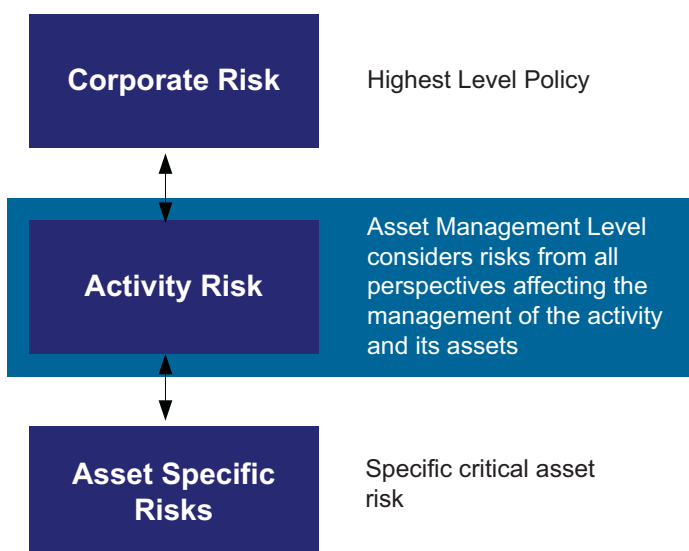 Corporate Risk
Highest Level Policy
Activity Risk
Asset Management Level
considers risks from all
perspectives affecting the
management of the activity
and its assets
Asset Specific
Risks
Specific critical asset
risk